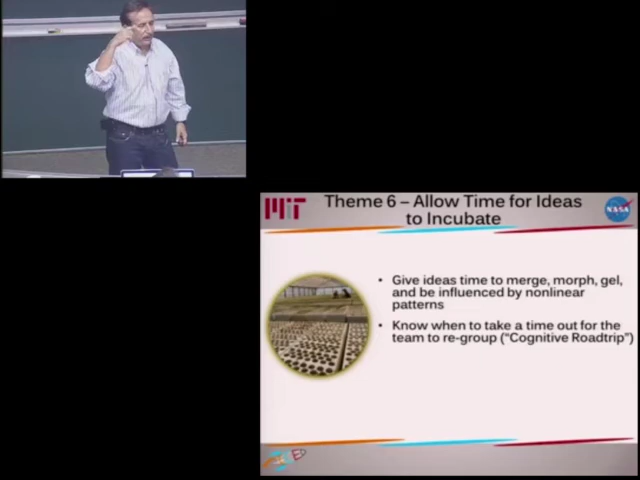 MIT
Theme 6 – Allow Time for Ideas
to Incubate
NASA
• Give ideas time to merge, morph, gel,
and be influenced by nonlinear
patterns
• Know when to take a time out for the
team to re-group ("Cognitive Roadtrip")